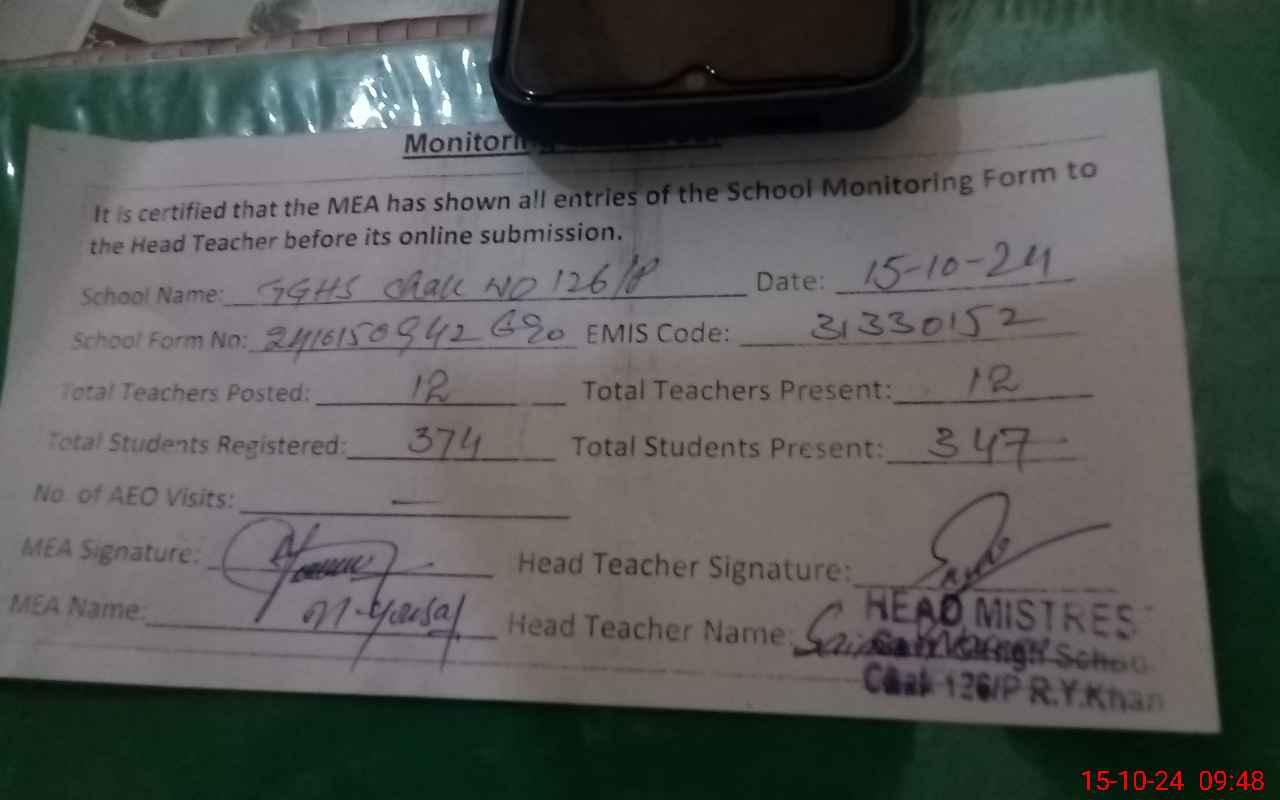 Monitorin
It is certified that the MEA has shown all entries of the School Monitoring Form to
the Head Teacher before its online submission.
School Name: GGHS Chak NO 126/P Date: 15-10-24
School Form No: EMIS Code: 31330152
Total Teachers Posted: 12 Total Teachers Present: 12
Total Students Registered: 374 Total Students Present: 347
No. of AEO Visits: —
MEA Signature: Head Teacher Signature:
HEAD MISTRES
MEA Name: M-Yousaf Head Teacher Name:
High School
Chak 126/P R.Y.Khan
15-10-24 09:48